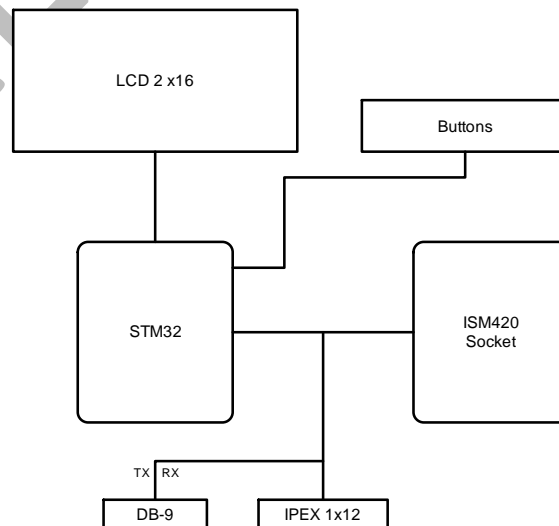 LCD 2 x16
Buttons
STM32
ISM420
Socket
TX RX
DB-9
IPEX 1x12